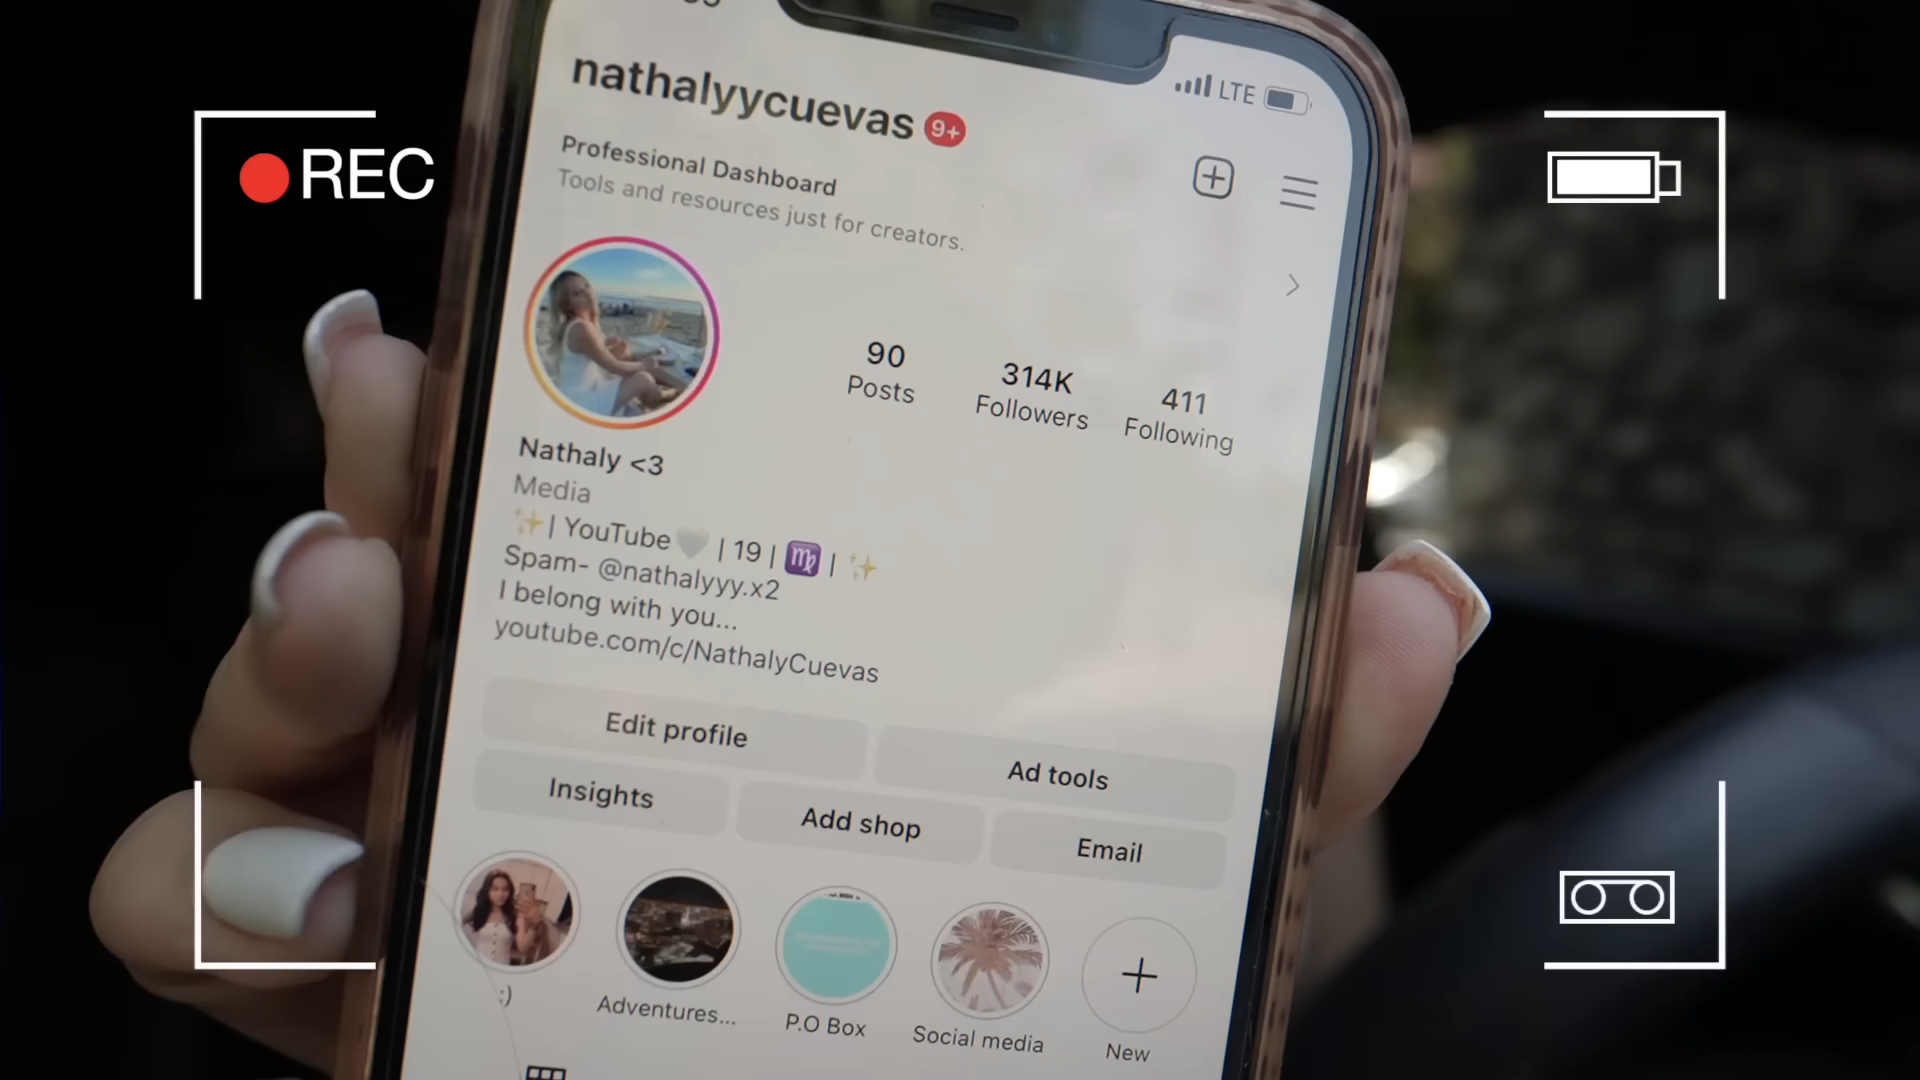 REC
nathalyycuevas 9+
LTE
Professional Dashboard
Tools and resources just for creators.
90
Posts
314K
Followers
411
Following
Nathaly <3
Media
✨| YouTube🤍 | 19 | ♍ | ✨
Spam- @nathalyyy.x2
I belong with you...
youtube.com/c/NathalyCuevas
Edit profile
Ad tools
Insights
Add shop
Email
:)
Adventures...
P.O Box
Social media
New